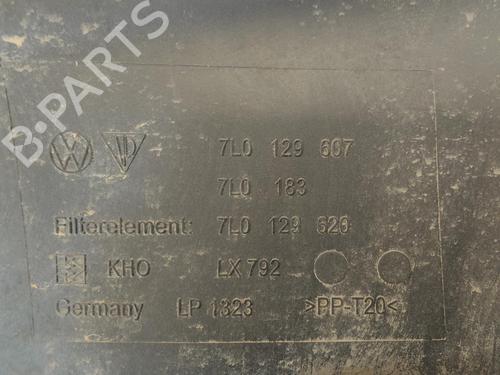 B-PARTS
7L0 129 607
7L0 183
Filterelement: 7L0 129 620
KHO LX 792
Germany LP 1323 >PP-T20<